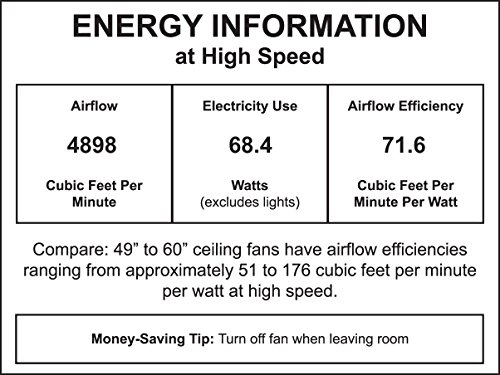 ENERGY INFORMATION
at High Speed
Airflow
4898
Cubic Feet Per
Minute
Electricity Use
68.4
Watts
(excludes lights)
Airflow Efficiency
71.6
Cubic Feet Per
Minute Per Watt
Compare: 49” to 60” ceiling fans have airflow efficiencies
ranging from approximately 51 to 176 cubic feet per minute
per watt at high speed.
Money-Saving Tip: Turn off fan when leaving room